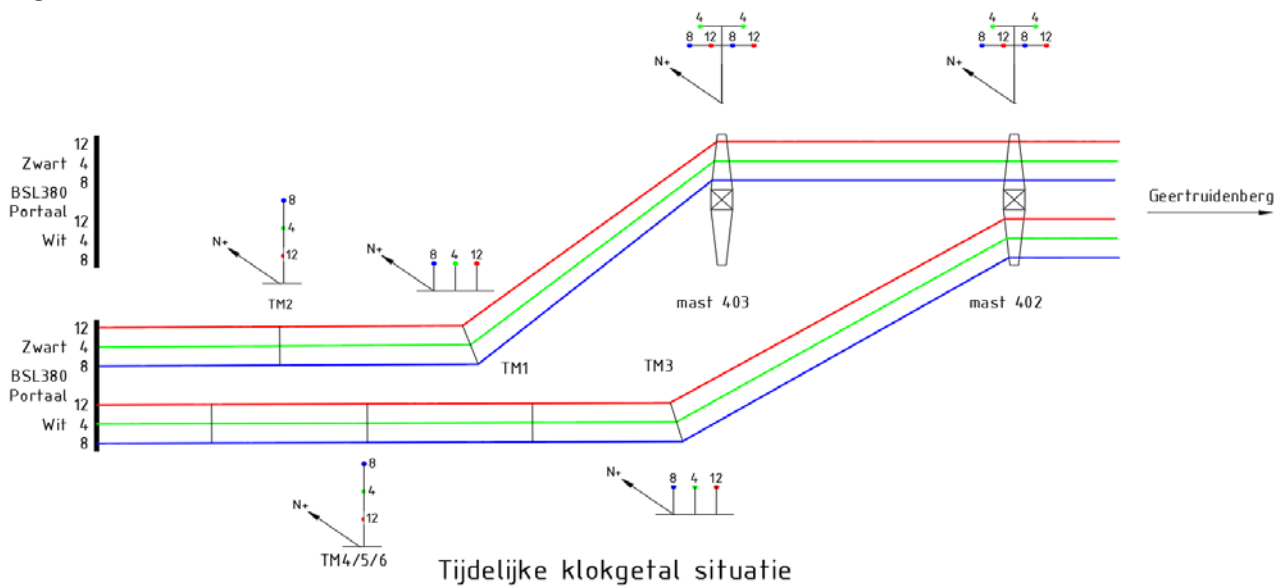 4 4
8 12 8 12
N+
4 4
8 12 8 12
N+
12
Zwart 4
8
BSL380
Portaal
12
Wit 4
8
8
4
12
N+
TM2
N+
8 4 12
Geertruidenberg
mast 403
mast 402
12
Zwart 4
8
BSL380
Portaal
12
Wit 4
8
TM1
TM3
8
4
12
N+
TM4/5/6
N+
8 4 12
Tijdelijke klokgetal situatie